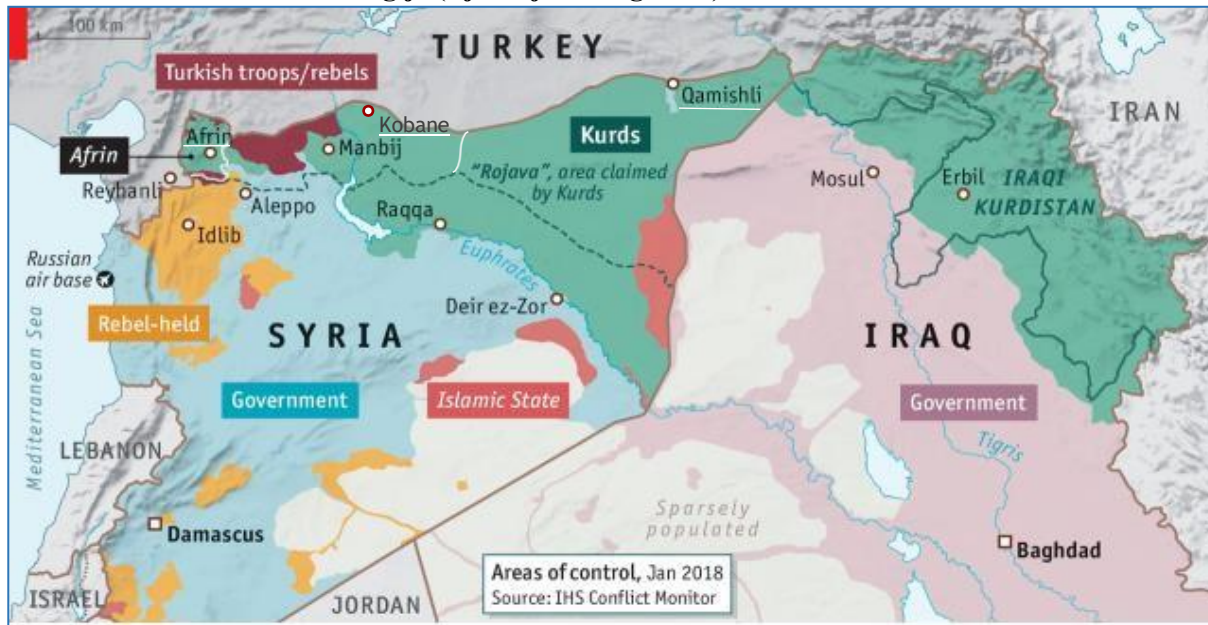 100 km
TURKEY
Turkish troops/rebels
Qamishli
IRAN
Kobane
Kurds
Afrin
Afrin
Manbij
"Rojava", area claimed
by Kurds
Reyhanli
Aleppo
Mosul
Erbil
IRAQI
KURDISTAN
Raqqa
Idlib
Euphrates
Russian
air base
Deir ez-Zor
Rebel-held
SYRIA
IRAQ
Mediterranean Sea
Government
Islamic State
Government
LEBANON
Tigris
Sparsely
populated
Damascus
Baghdad
Areas of control, Jan 2018
Source: IHS Conflict Monitor
ISRAEL
JORDAN